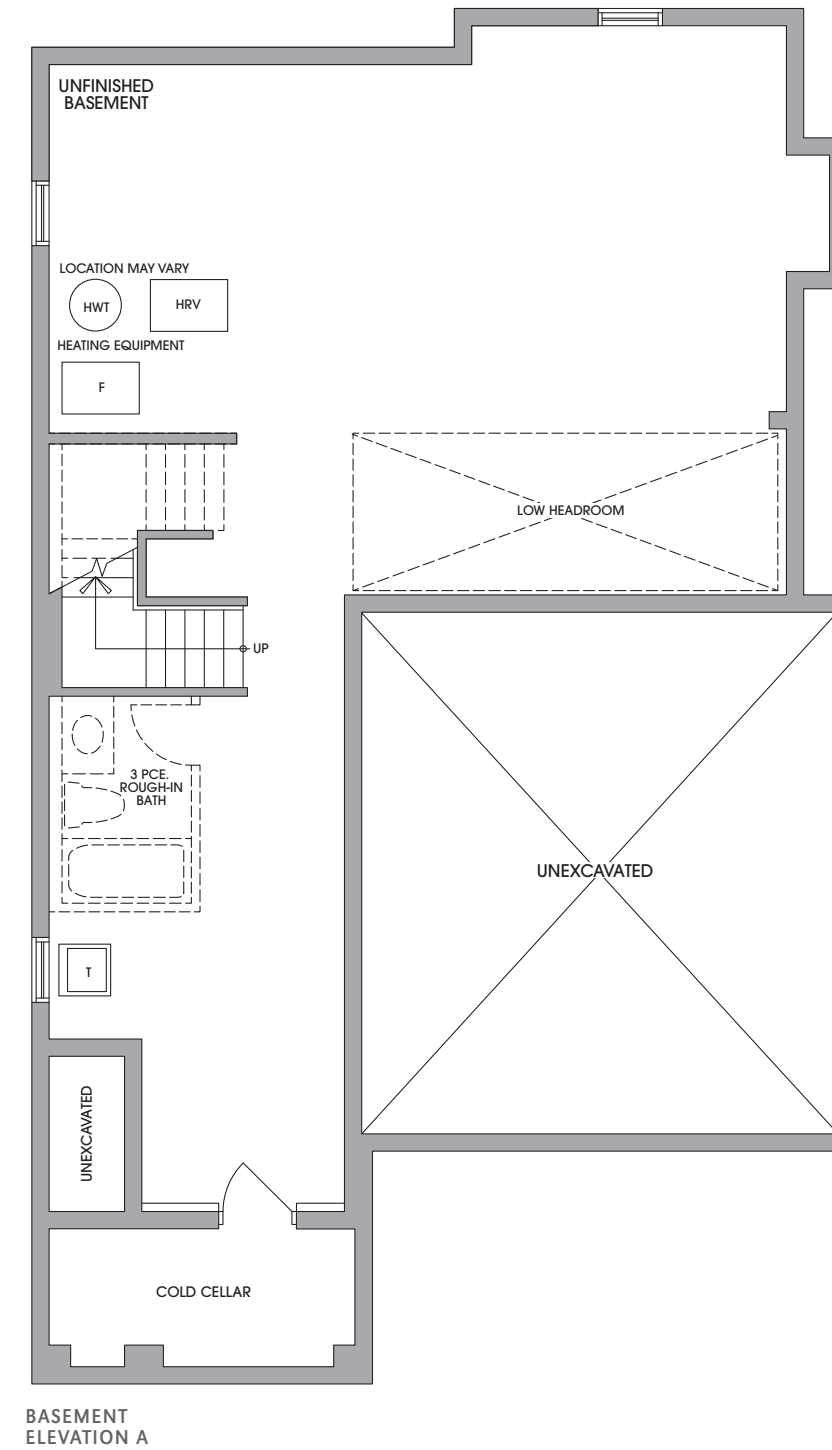 UNFINISHED
BASEMENT
LOCATION MAY VARY
HWT
HRV
HEATING EQUIPMENT
F
LOW HEADROOM
UP
3 PCE.
ROUGH-IN
BATH
UNEXCAVATED
T
UNEXCAVATED
COLD CELLAR
BASEMENT
ELEVATION A